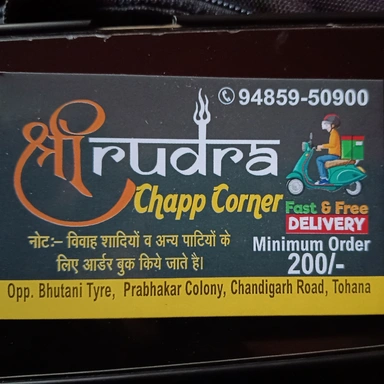 94859-50900
श्री rudra
Chapp Corner
Fast & Free
DELIVERY
नोटः- विवाह शादियों व अन्य पाटियों के
लिए आर्डर बुक किये जाते है।
Minimum Order
200/-
Opp. Bhutani Tyre, Prabhakar Colony, Chandigarh Road, Tohana